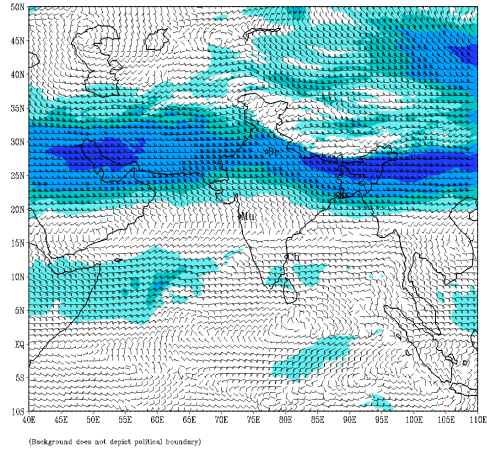 50N
45N
40N
35N
30N
25N
20N
15N
10N
5N
EQ
5S
10S
Mu
40E 45E 50E 55E 60E 65E 70E 75E 80E 85E 90E 95E 100E 105E 110E
(Background does not depict political boundary)